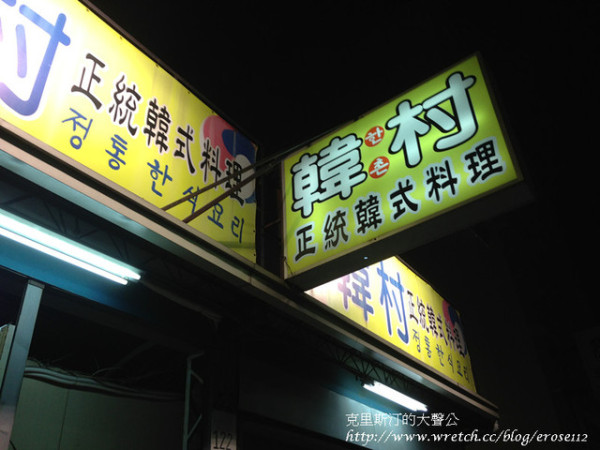 村
正統韓式料理
정통한식요리
韓村
한촌
正統韓式料理
韓村
正統韓式料理
정통한식요리
122
克里斯汀的大聲公
http://www.wretch.cc/blog/erose112